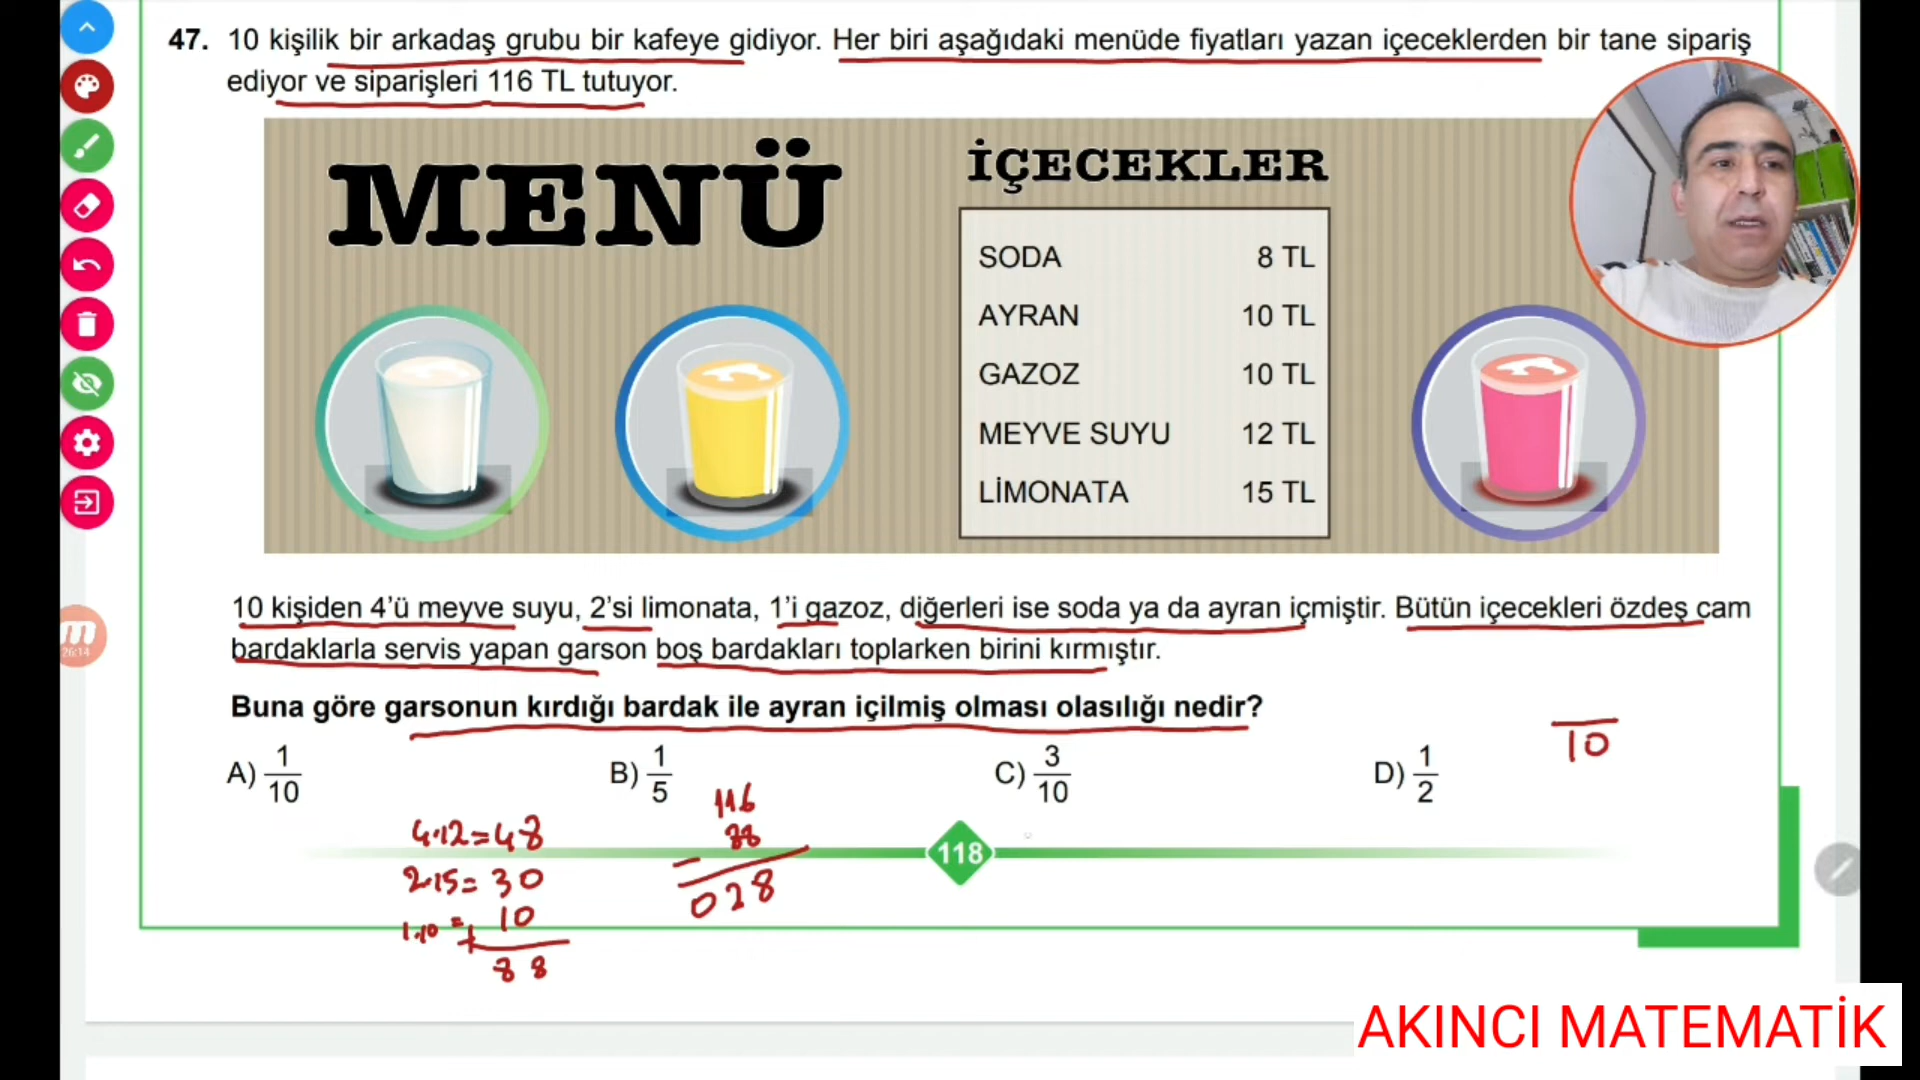 47. 10 kişilik bir arkadaş grubu bir kafeye gidiyor. Her biri aşağıdaki menüde fiyatları yazan içeceklerden bir tane sipariş
ediyor ve siparişleri 116 TL tutuyor.
MENÜ
İÇECEKLER
SODA 8 TL
AYRAN 10 TL
GAZOZ 10 TL
MEYVE SUYU 12 TL
LİMONATA 15 TL
10 kişiden 4'ü meyve suyu, 2'si limonata, 1'i gazoz, diğerleri ise soda ya da ayran içmiştir. Bütün içecekleri özdeş cam
bardaklarla servis yapan garson boş bardakları toplarken birini kırmıştır.
Buna göre garsonun kırdığı bardak ile ayran içilmiş olması olasılığı nedir?
A) 1/10 B) 1/5 C) 3/10 D) 1/2
10
4.12=48
2.15= 30
1.10 = + 10
88
116
- 88
028
118
26:14
AKINCI MATEMATİK